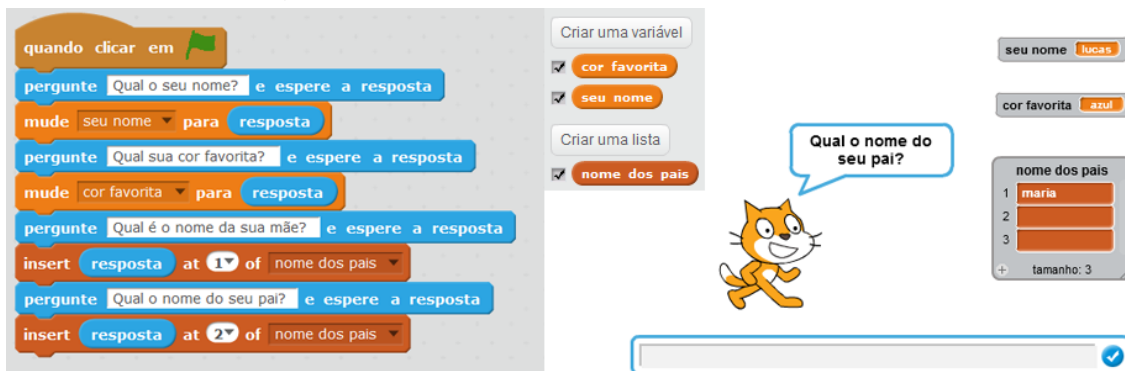 quando clicar em
pergunte Qual o seu nome? e espere a resposta
mude seu nome para resposta
pergunte Qual sua cor favorita? e espere a resposta
mude cor favorita para resposta
pergunte Qual é o nome da sua mãe? e espere a resposta
insert resposta at 1 of nome dos pais
pergunte Qual o nome do seu pai? e espere a resposta
insert resposta at 2 of nome dos pais
Criar uma variável
cor favorita
seu nome
Criar uma lista
nome dos pais
Qual o nome do
seu pai?
seu nome lucas
cor favorita azul
nome dos pais
1 maria
2
3
+ tamanho: 3